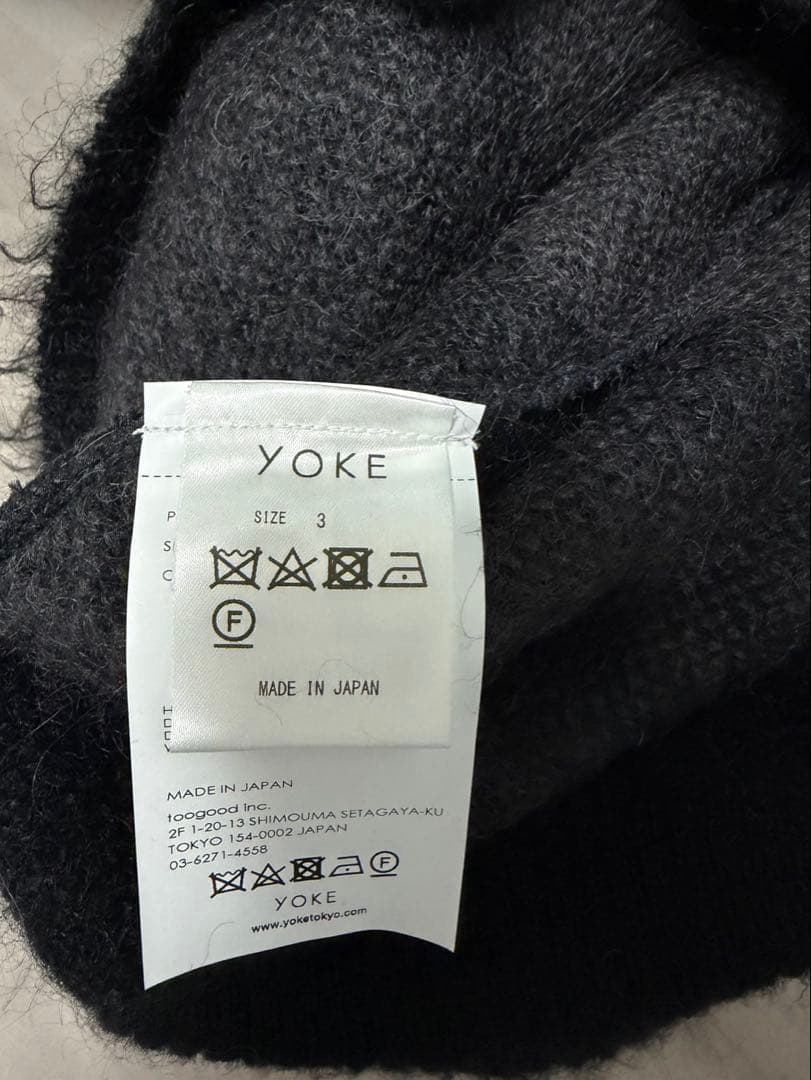 YOKE
SIZE 3
F
MADE IN JAPAN
MADE IN JAPAN
toogood inc.
2F 1-20-13 SHIMOUMA SETAGAYA-KU
TOKYO 154-0002 JAPAN
03-6271-4558
F
YOKE
www.yoketokyo.com